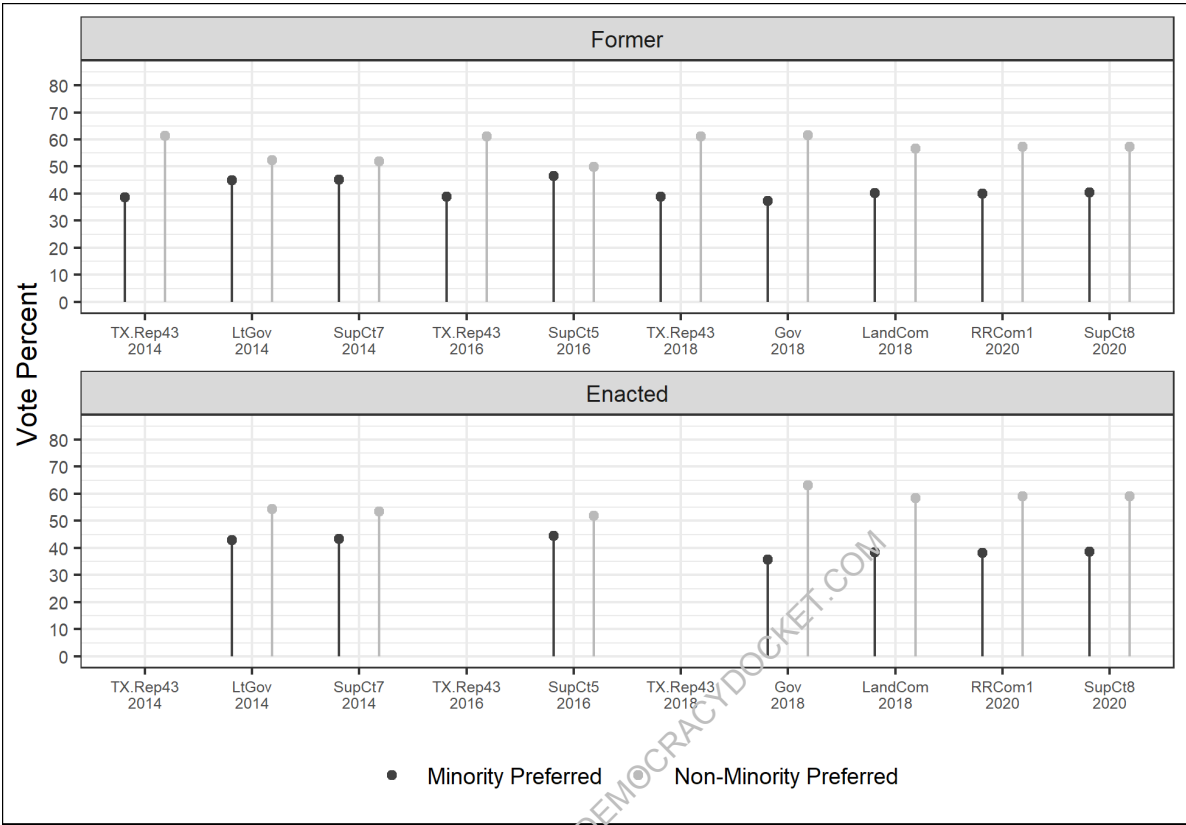 Former
Vote Percent
80
70
60
50
40
30
20
10
0
TX.Rep43 LtGov SupCt7 TX.Rep43 SupCt5 TX.Rep43 Gov LandCom RRCom1 SupCt8
2014 2014 2014 2016 2016 2018 2018 2018 2020 2020
Enacted
80
70
60
50
40
30
20
10
0
TX.Rep43 LtGov SupCt7 TX.Rep43 SupCt5 TX.Rep43 Gov LandCom RRCom1 SupCt8
2014 2014 2014 2016 2016 2018 2018 2018 2020 2020
Minority Preferred Non-Minority Preferred
DEMOCRACYDOCKET.COM